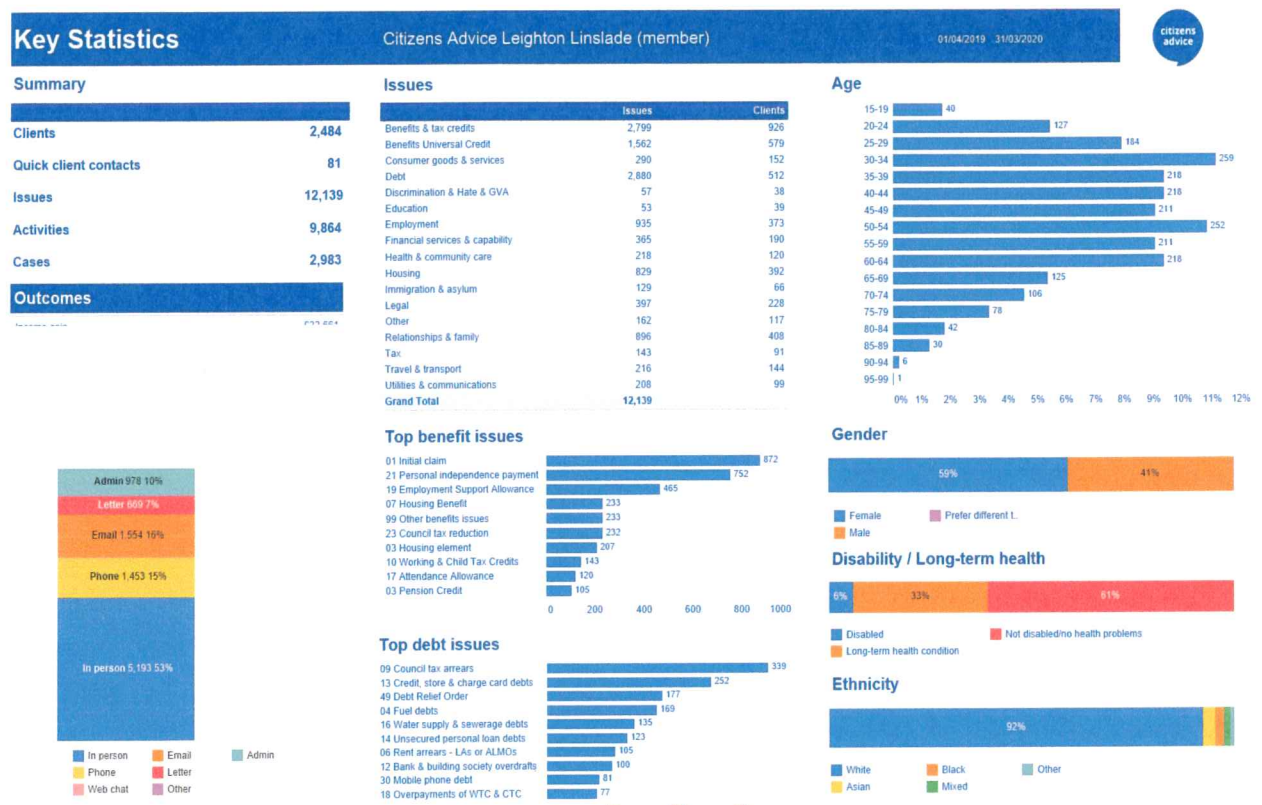 Key Statistics
Citizens Advice Leighton Linslade (member)
01/04/2019 31/03/2020
citizens
advice
Summary
Clients 2,484
Quick client contacts 81
Issues 12,139
Activities 9,864
Cases 2,983
Outcomes
Admin 978 10%
Letter 669 7%
Email 1,554 16%
Phone 1,453 15%
In person 5,193 53%
In person Email Admin
Phone Letter
Web chat Other
Issues
Issues Clients
Benefits & tax credits 2,799 926
Benefits Universal Credit 1,562 579
Consumer goods & services 290 152
Debt 2,880 512
Discrimination & Hate & GVA 57 38
Education 53 39
Employment 935 373
Financial services & capability 365 190
Health & community care 218 120
Housing 829 392
Immigration & asylum 129 66
Legal 397 228
Other 162 117
Relationships & family 896 408
Tax 143 91
Travel & transport 216 144
Utilities & communications 208 99
Grand Total 12,139
Top benefit issues
01 Initial claim 872
21 Personal independence payment 752
19 Employment Support Allowance 465
07 Housing Benefit 233
99 Other benefits issues 233
23 Council tax reduction 232
03 Housing element 207
10 Working & Child Tax Credits 143
17 Attendance Allowance 120
03 Pension Credit 105
0 200 400 600 800 1000
Top debt issues
09 Council tax arrears 339
13 Credit, store & charge card debts 252
49 Debt Relief Order 177
04 Fuel debts 169
16 Water supply & sewerage debts 135
14 Unsecured personal loan debts 123
06 Rent arrears - LAs or ALMOs 105
12 Bank & building society overdrafts 100
30 Mobile phone debt 81
18 Overpayments of WTC & CTC 77
Age
15-19 40
20-24 127
25-29 184
30-34 259
35-39 218
40-44 218
45-49 211
50-54 252
55-59 211
60-64 218
65-69 125
70-74 106
75-79 78
80-84 42
85-89 30
90-94 6
95-99 1
0% 1% 2% 3% 4% 5% 6% 7% 8% 9% 10% 11% 12%
Gender
59% 41%
Female Prefer different t..
Male
Disability / Long-term health
6% 33% 61%
Disabled Not disabled/no health problems
Long-term health condition
Ethnicity
92%
White Black Other
Asian Mixed